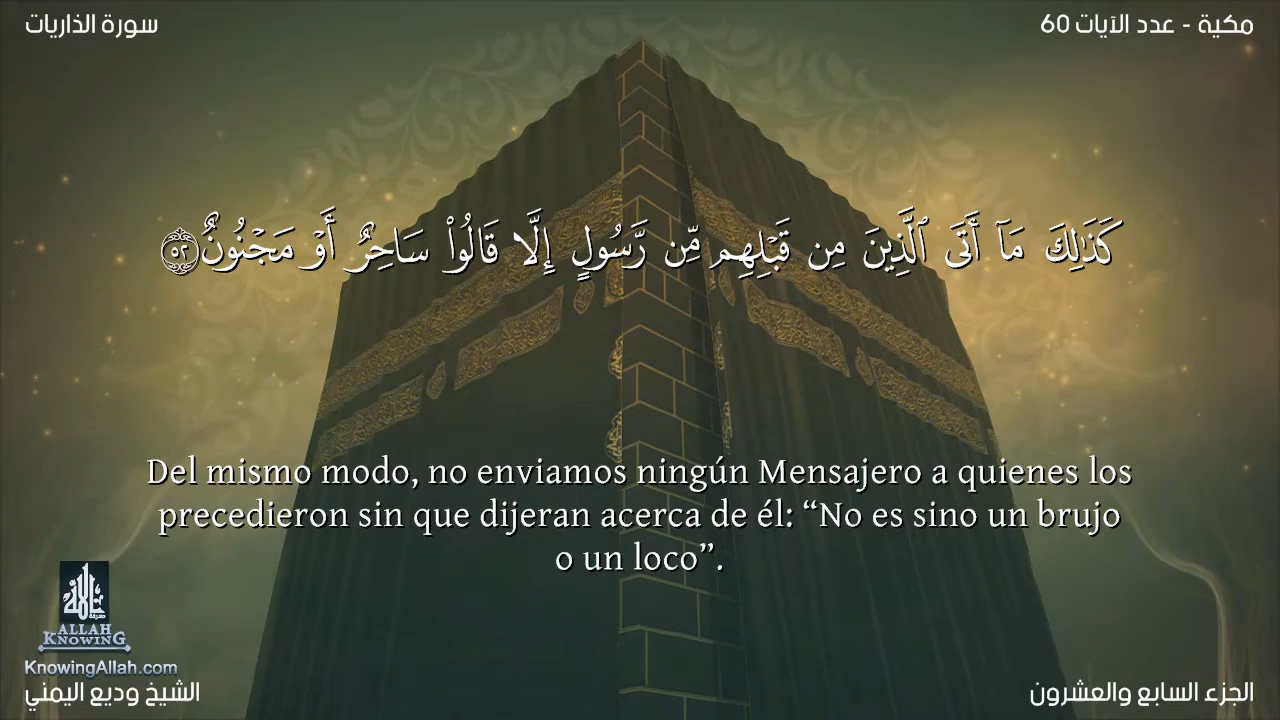 مكية - عدد الآيات 60
سورة الذاريات
كَذَٰلِكَ مَآ أَتَى ٱلَّذِينَ مِن قَبْلِهِم مِّن رَّسُولٍ إِلَّا قَالُوا۟ سَاحِرٌ أَوْ مَجْنُونٌ ٥٢
Del mismo modo, no enviamos ningún Mensajero a quienes los
precedieron sin que dijeran acerca de él: “No es sino un brujo
o un loco”.
ALLAH
KNOWING
KnowingAllah.com
الجزء السابع والعشرون
الشيخ وديع اليمني